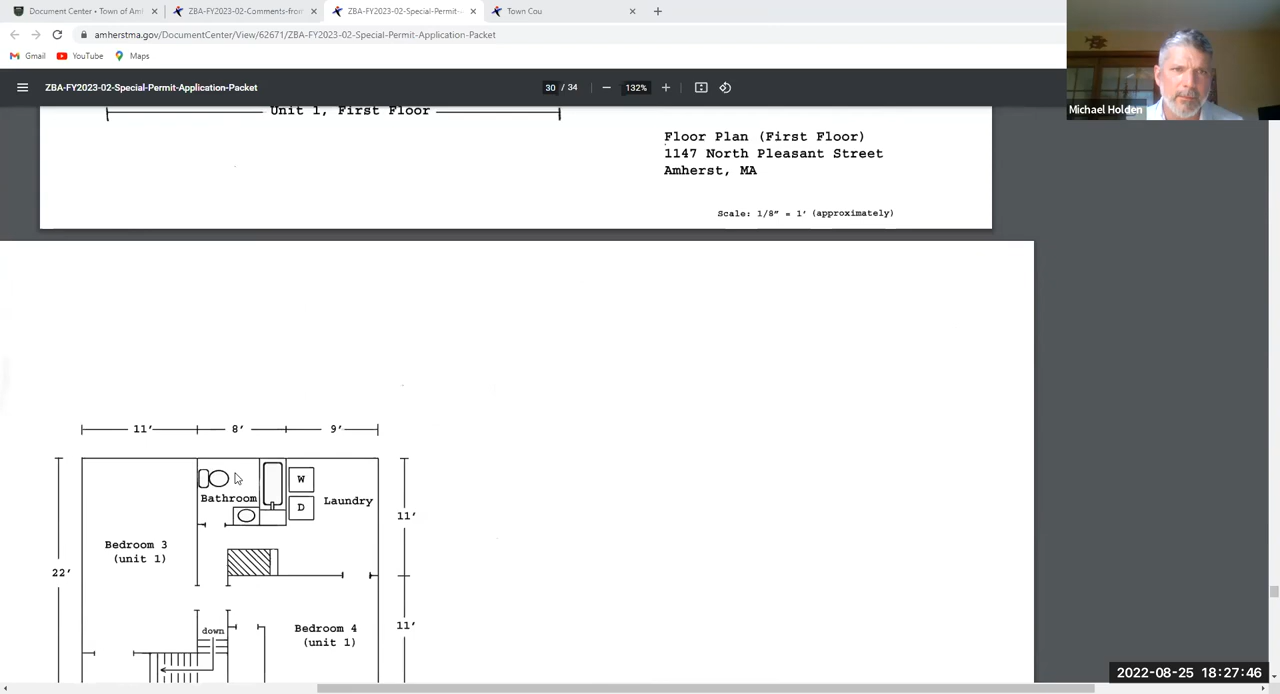 Document Center • Town of Am
ZBA-FY2023-02-Comments-from
ZBA-FY2023-02-Special-Permit-
Town Cou
amherstma.gov/DocumentCenter/View/62671/ZBA-FY2023-02-Special-Permit-Application-Packet
Gmail YouTube Maps
ZBA-FY2023-02-Special-Permit-Application-Packet
30 / 34
132%
Michael Holden
Unit 1, First Floor
Floor Plan (First Floor)
1147 North Pleasant Street
Amherst, MA
Scale: 1/8" = 1' (approximately)
11' 8' 9'
W
Bathroom
Laundry
D
11'
Bedroom 3
(unit 1)
22'
down
Bedroom 4
(unit 1)
11'
2022-08-25 18:27:46